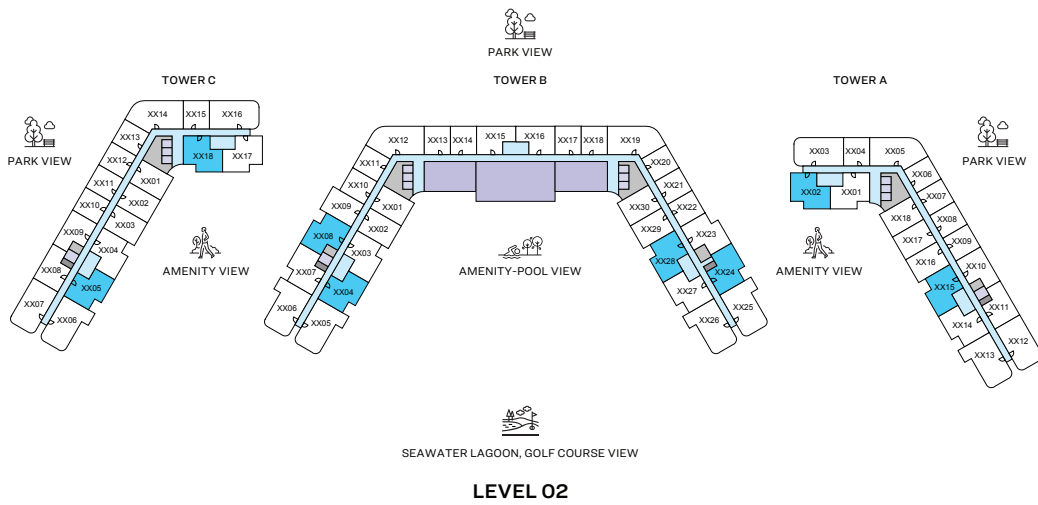 PARK VIEW
TOWER C
TOWER B
TOWER A
PARK VIEW
PARK VIEW
AMENITY VIEW
AMENITY-POOL VIEW
AMENITY VIEW
XX14
XX15
XX16
XX13
XX12
XX18
XX17
XX11
XX01
XX10
XX02
XX09
XX03
XX08
XX04
XX07
XX05
XX06
XX12
XX13
XX14
XX15
XX16
XX17
XX18
XX19
XX11
XX20
XX10
XX21
XX09
XX01
XX30
XX22
XX08
XX02
XX29
XX23
XX07
XX03
XX28
XX24
XX06
XX04
XX27
XX25
XX05
XX26
XX03
XX04
XX05
XX02
XX01
XX06
XX07
XX18
XX08
XX17
XX09
XX16
XX10
XX15
XX11
XX14
XX12
XX13
SEAWATER LAGOON, GOLF COURSE VIEW
LEVEL 02